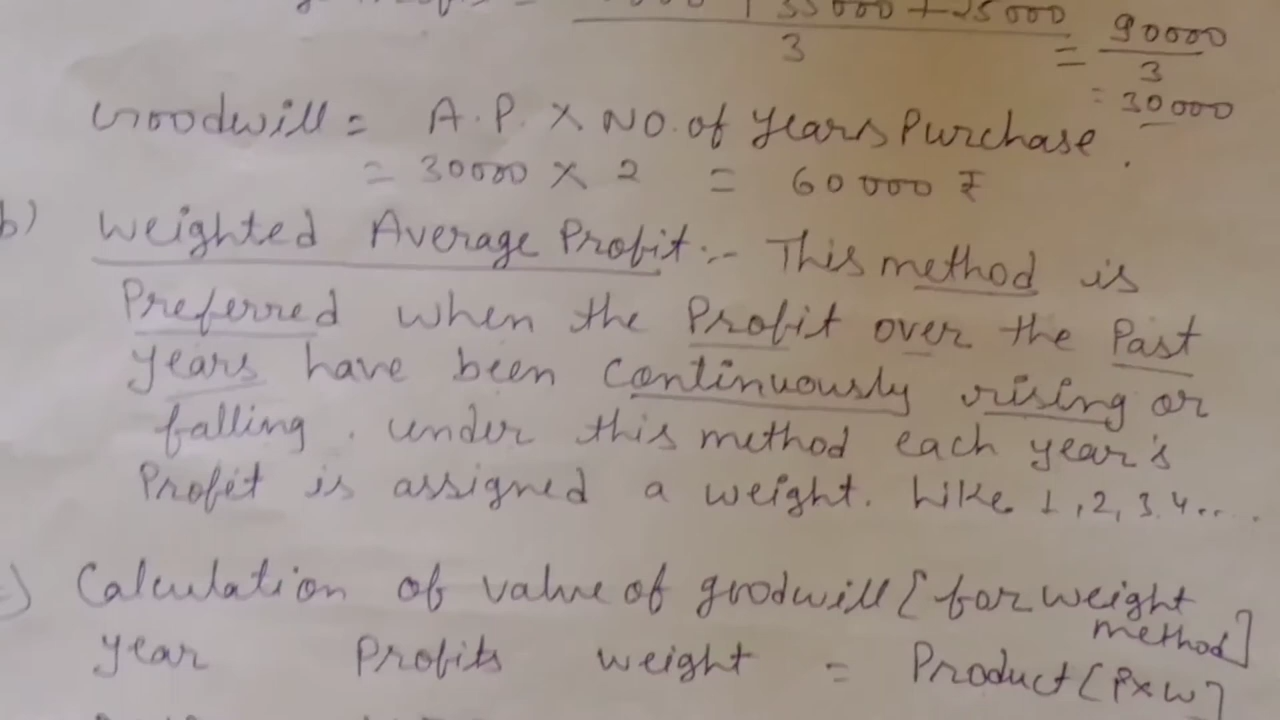 33000 + 25000
3
= 90000
3
= 30000
Goodwill = A.P. × NO. of years Purchase.
= 30000 × 2 = 60000 ₹
b) Weighted Average Profit :- This method is
Preferred when the Profit over the Past
years have been continuously rising or
falling. under this method each year's
Profit is assigned a weight. Like 1, 2, 3. 4....
Calculation of value of goodwill [for weight
method]
year Profits weight = Product [P×W]